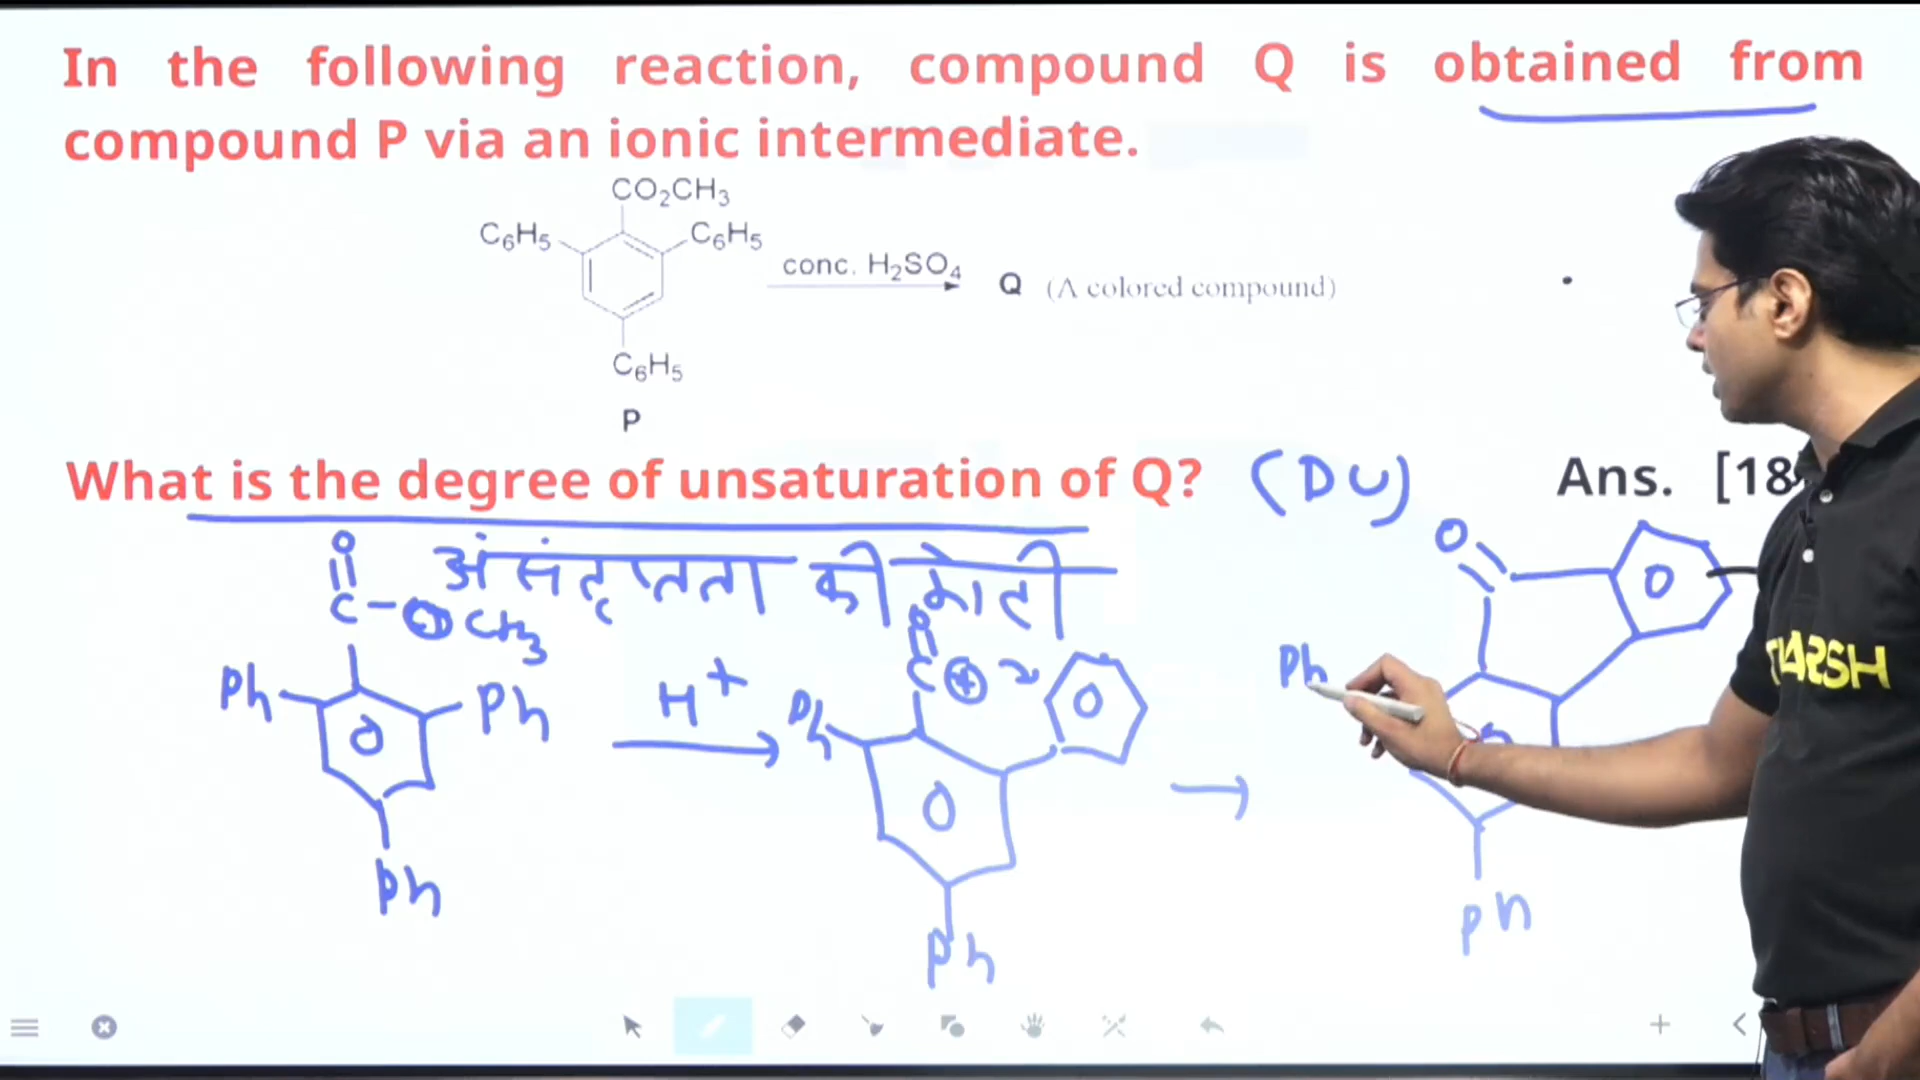 In the following reaction, compound Q is obtained from
compound P via an ionic intermediate.
CO₂CH₃
C₆H₅ C₆H₅
conc. H₂SO₄
Q (A colored compound)
C₆H₅
P
What is the degree of unsaturation of Q? (DU) Ans. [18
असंतृप्तता की कोटी
O
C-OCH₃
Ph Ph
Ph
H⁺
O
C ⊕
Ph
Ph
O
Ph
Ph